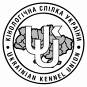 КІНОЛОГІЧНА СПІЛКА УКРАЇНИ
UKRAINIAN KENNEL UNION